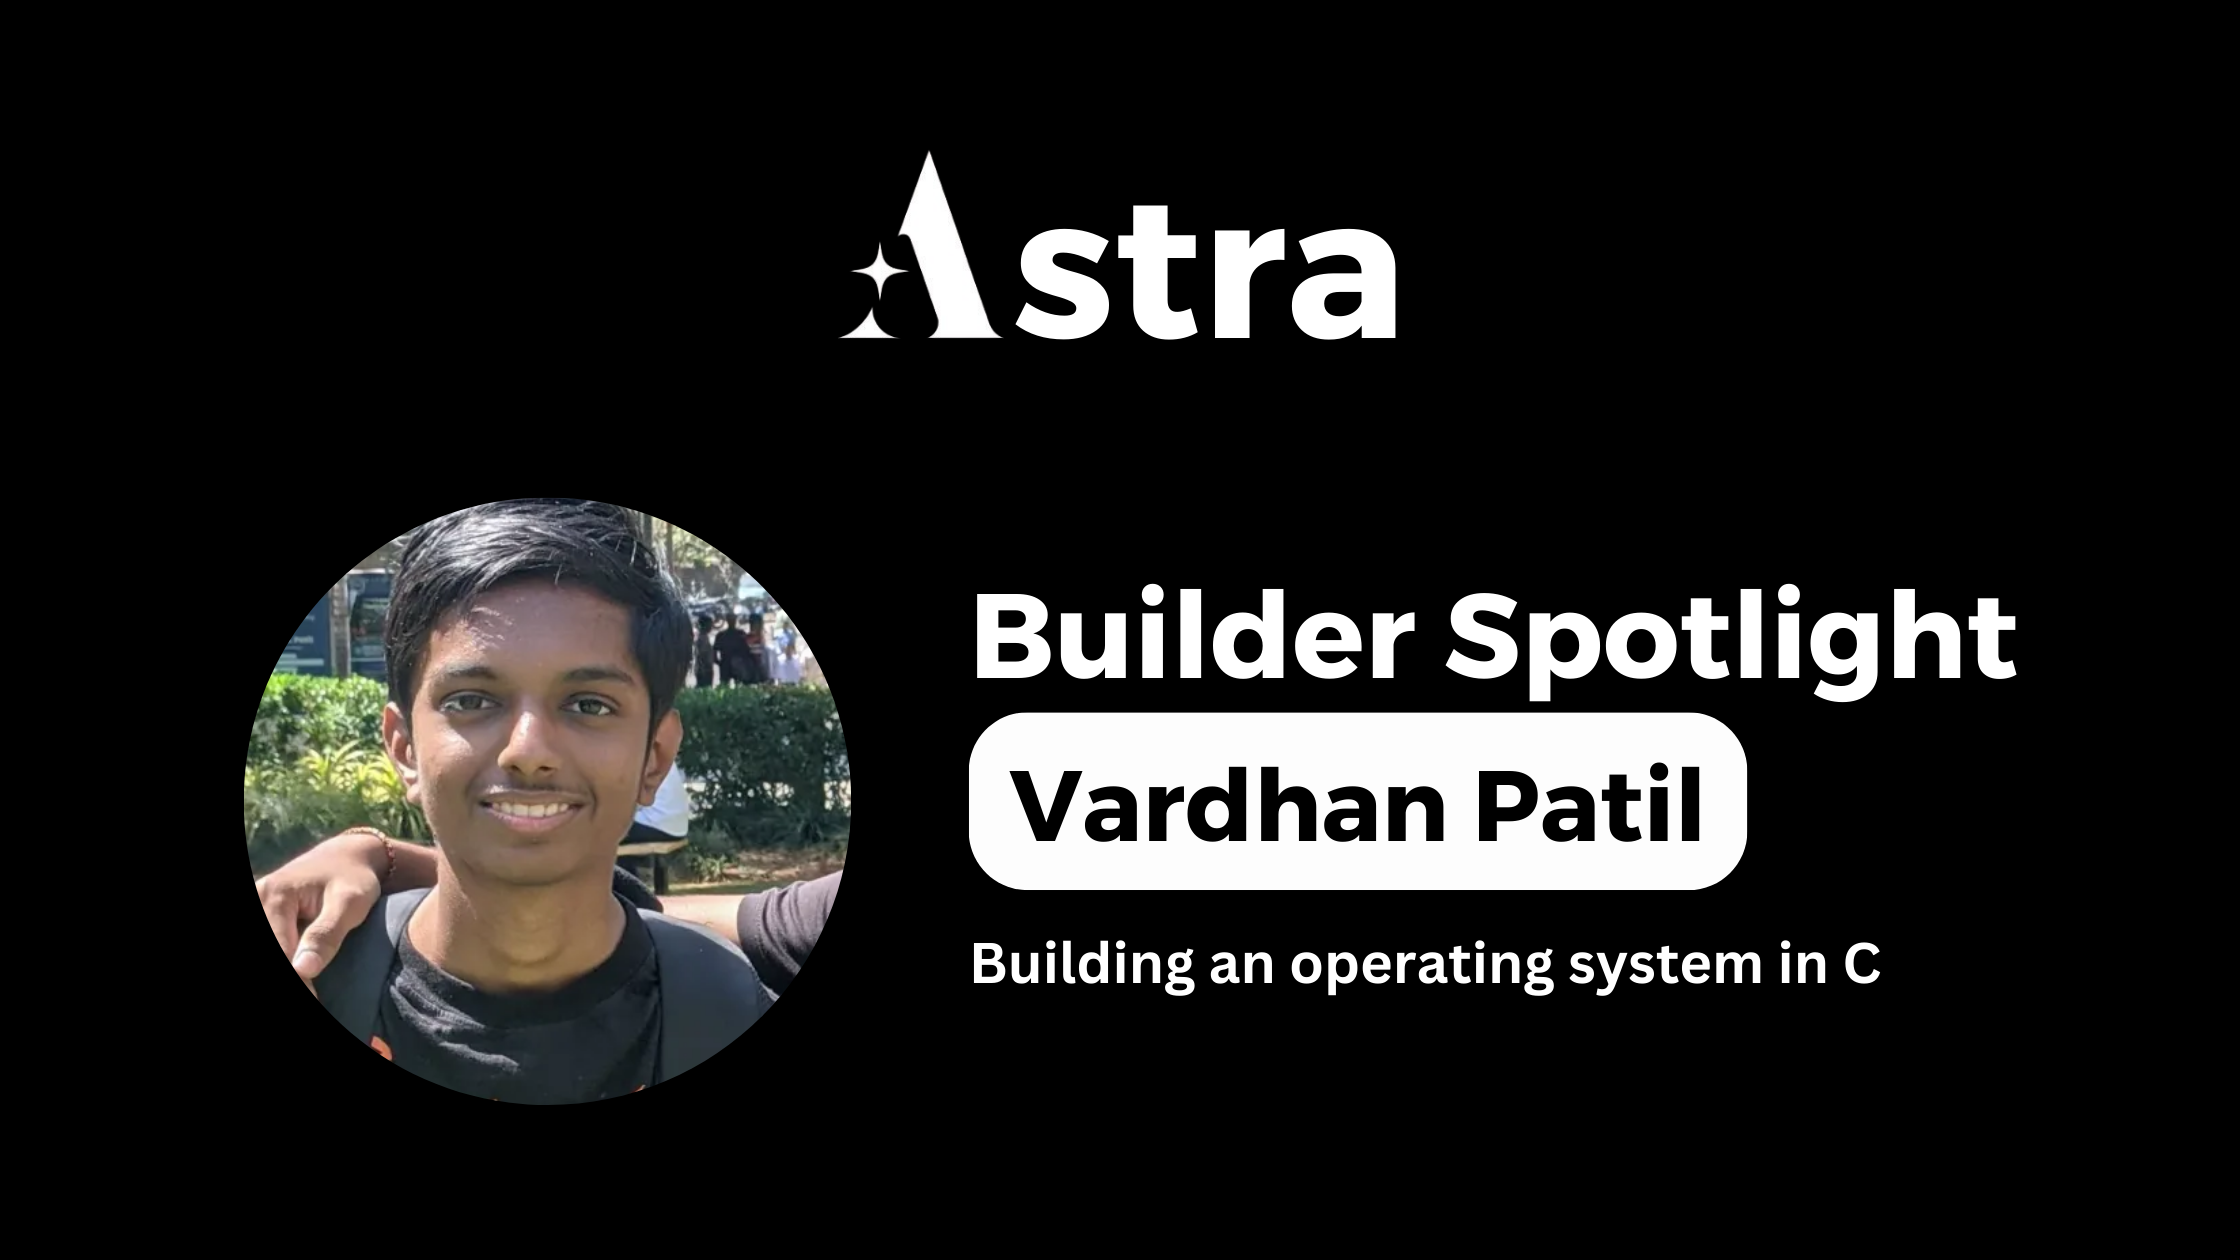 Astra
Builder Spotlight
Vardhan Patil
Building an operating system in C